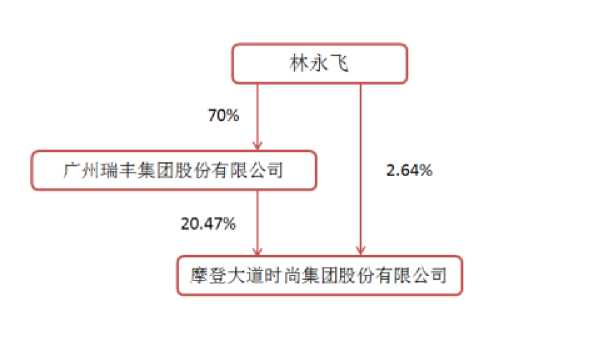 林永飞
70%
广州瑞丰集团股份有限公司
2.64%
20.47%
摩登大道时尚集团股份有限公司